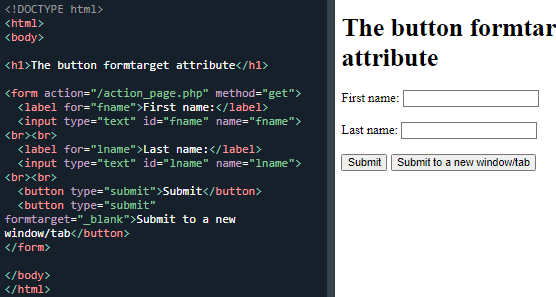 <!DOCTYPE html>
<html>
<body>
<h1>The button formtarget attribute</h1>
<form action="/action_page.php" method="get">
<label for="fname">First name:</label>
<input type="text" id="fname" name="fname">
<br><br>
<label for="lname">Last name:</label>
<input type="text" id="lname" name="lname">
<br><br>
<button type="submit">Submit</button>
<button type="submit"
formtarget="_blank">Submit to a new
window/tab</button>
</form>
</body>
</html>
The button formtar
attribute
First name:
Last name:
Submit Submit to a new window/tab